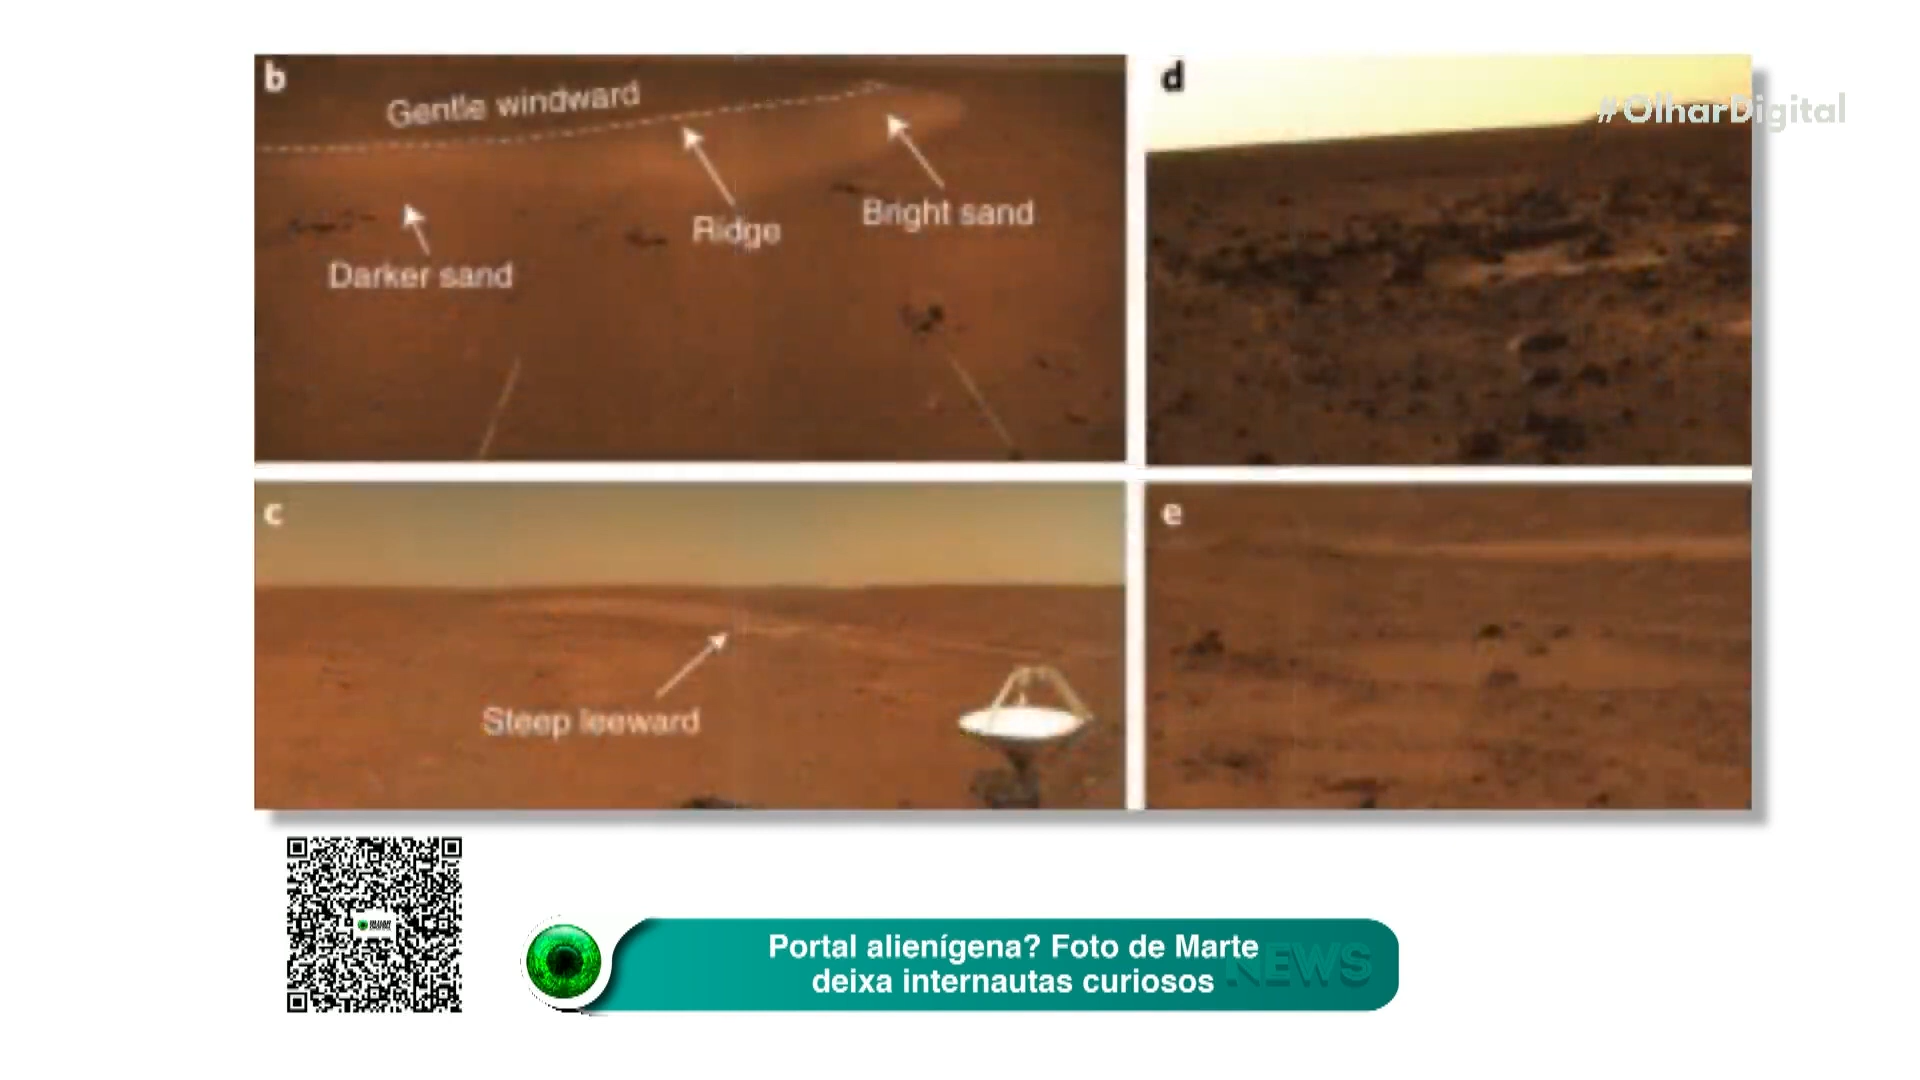 b
Gentle windward
Ridge
Bright sand
Darker sand
d
#OlharDigital
c
Steep leeward
e
Portal alienígena? Foto de Marte
deixa internautas curiosos
NEWS